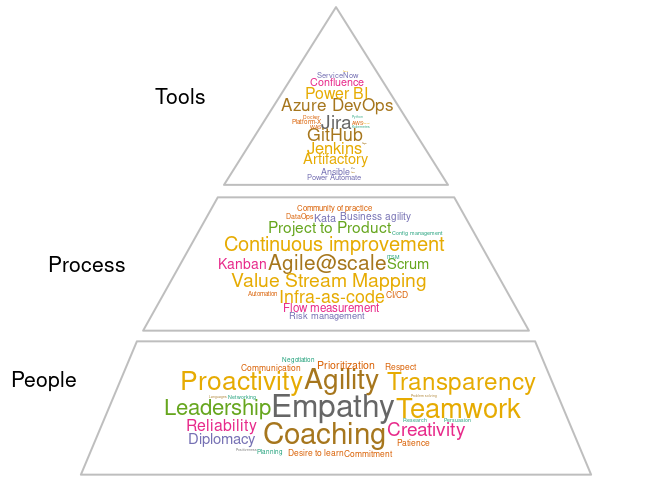 ServiceNow
Confluence
Power BI
Tools
Azure DevOps
Docker
Python
Platform-X
Jira
AWS
GitHub
Jenkins
Artifactory
Ansible
Power Automate
Community of practice
DataOps Kata Business agility
Project to Product
Config management
Continuous improvement
Process
Kanban Agile@scale Scrum
ITSM
Value Stream Mapping
Automation Infra-as-code CI/CD
Flow measurement
Risk management
Negotiation
Communication Prioritization Respect
People
Proactivity Agility Transparency
Languages Networking
Problem solving
Leadership Empathy Teamwork
Research Persuasion
Reliability Coaching Creativity
Diplomacy
Patience
Planning
Desire to learn Commitment